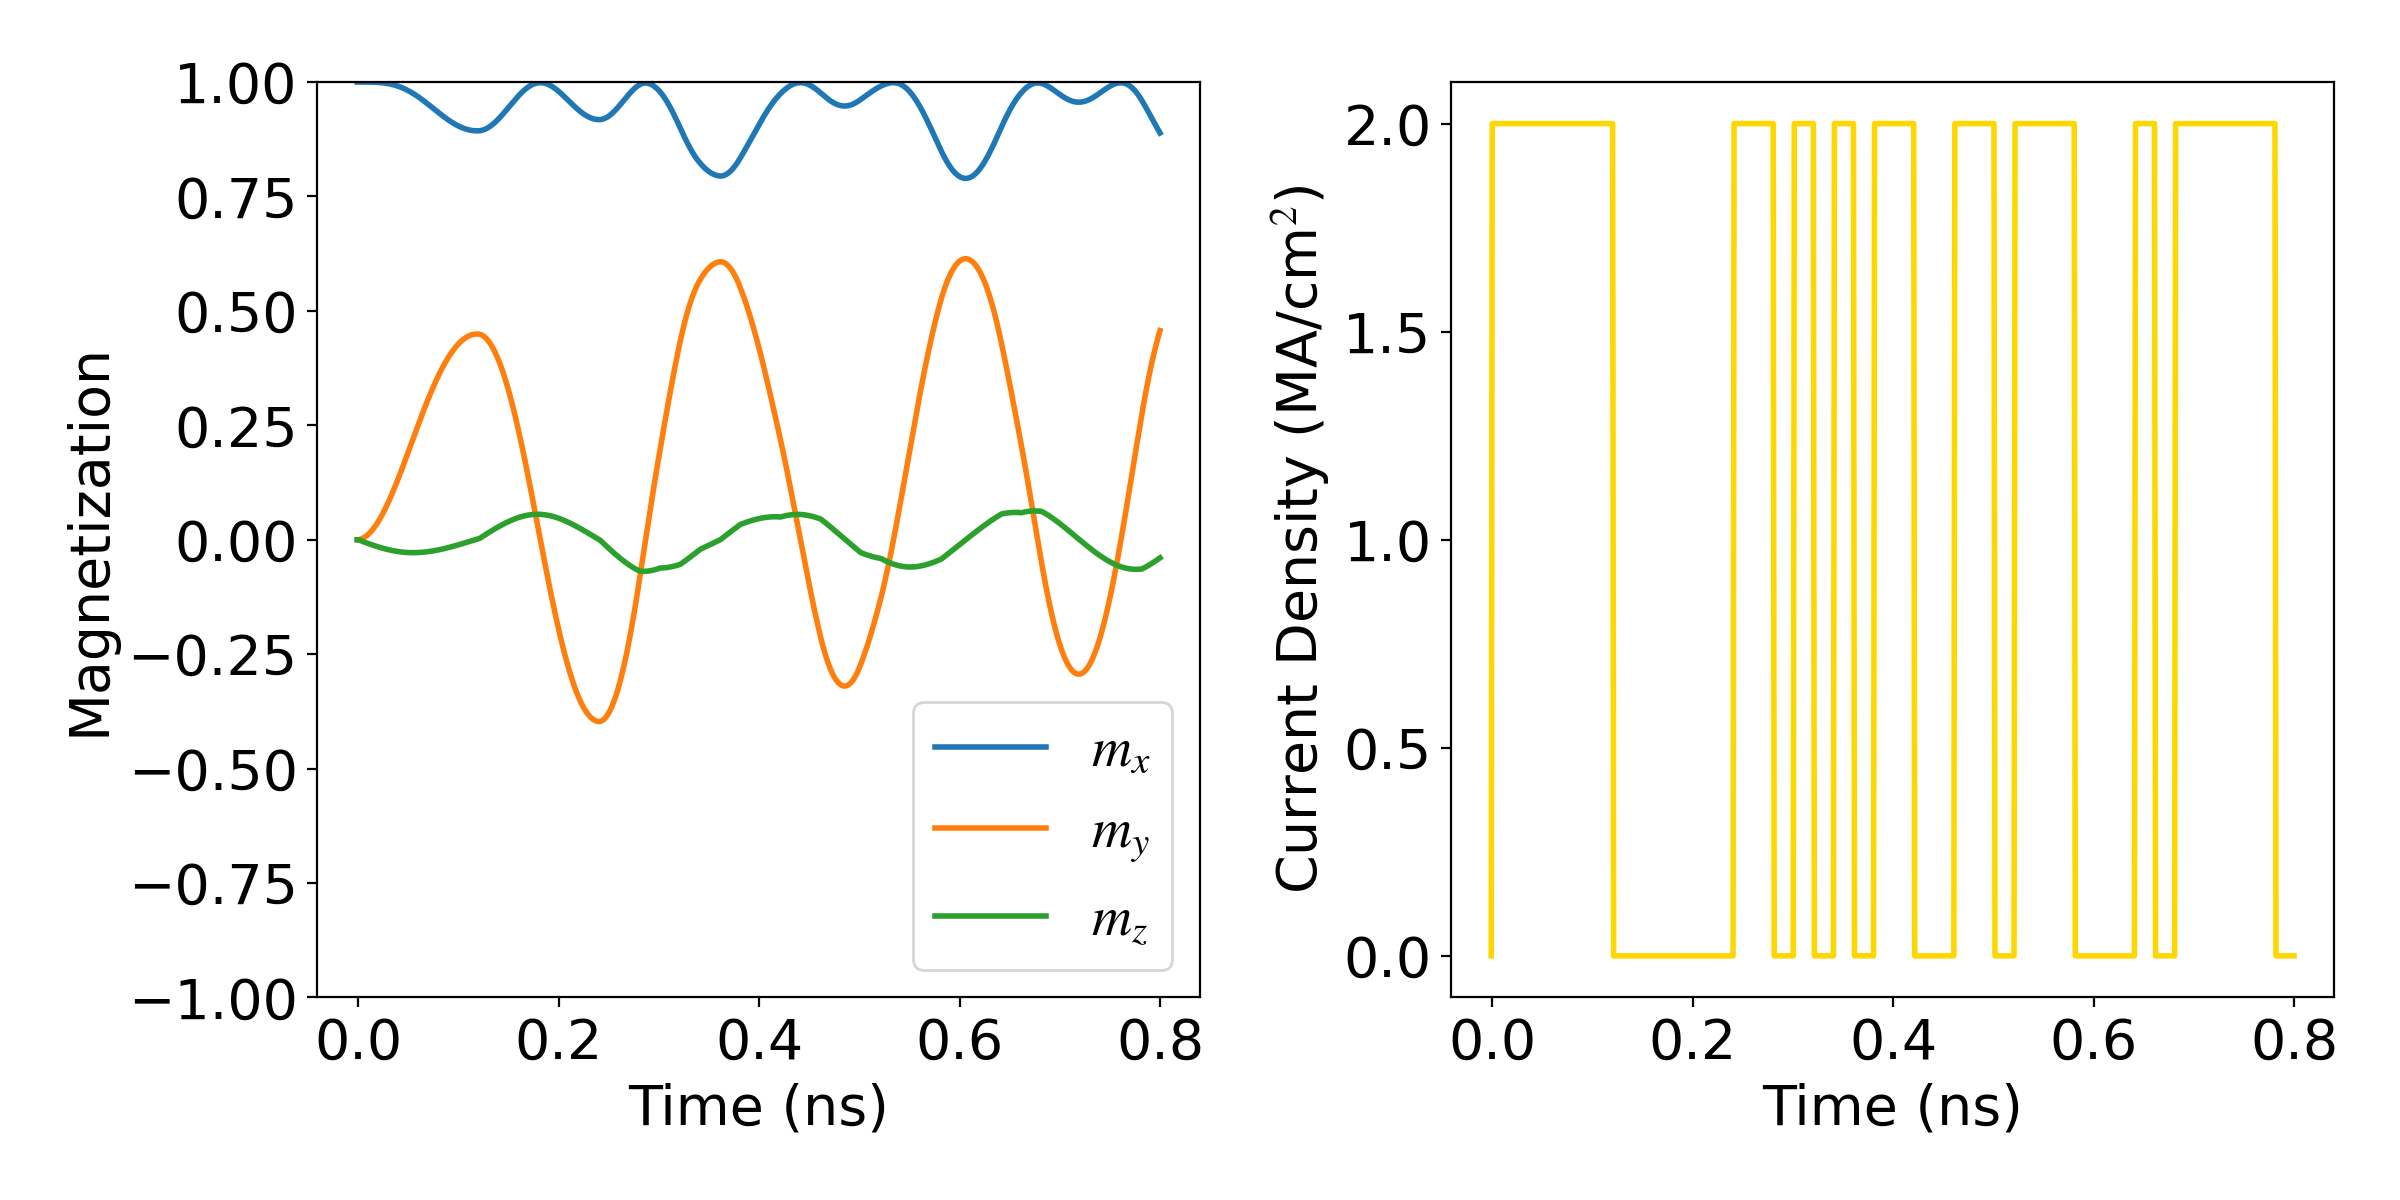 Magnetization
1.00
0.75
0.50
0.25
0.00
−0.25
−0.50
−0.75
−1.00
0.0 0.2 0.4 0.6 0.8
Time (ns)
m_x
m_y
m_z
Current Density (MA/cm²)
2.0
1.5
1.0
0.5
0.0
0.0 0.2 0.4 0.6 0.8
Time (ns)